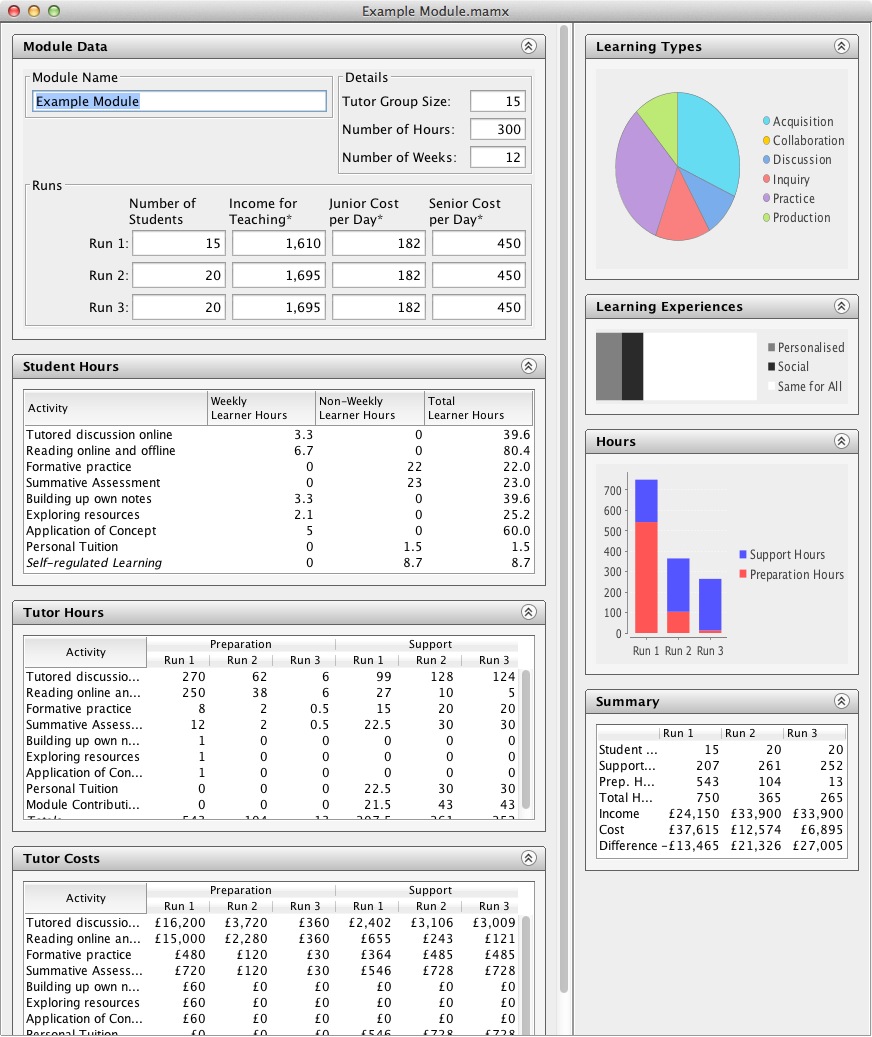 Example Module.mamx
Module Data
Module Name
Example Module
Details
Tutor Group Size: 15
Number of Hours: 300
Number of Weeks: 12
Runs
Number of Students Income for Teaching* Junior Cost per Day* Senior Cost per Day*
Run 1: 15 1,610 182 450
Run 2: 20 1,695 182 450
Run 3: 20 1,695 182 450
Student Hours
Activity Weekly Learner Hours Non-Weekly Learner Hours Total Learner Hours
Tutored discussion online 3.3 0 39.6
Reading online and offline 6.7 0 80.4
Formative practice 0 22 22.0
Summative Assessment 0 23 23.0
Building up own notes 3.3 0 39.6
Exploring resources 2.1 0 25.2
Application of Concept 5 0 60.0
Personal Tuition 0 1.5 1.5
Self-regulated Learning 0 8.7 8.7
Tutor Hours
Preparation Support
Activity Run 1 Run 2 Run 3 Run 1 Run 2 Run 3
Tutored discussio... 270 62 6 99 128 124
Reading online an... 250 38 6 27 10 5
Formative practice 8 2 0.5 15 20 20
Summative Assess... 12 2 0.5 22.5 30 30
Building up own n... 1 0 0 0 0 0
Exploring resources 1 0 0 0 0 0
Application of Con... 1 0 0 0 0 0
Personal Tuition 0 0 0 22.5 30 30
Module Contributi... 0 0 0 21.5 43 43
Tutor Costs
Preparation Support
Activity Run 1 Run 2 Run 3 Run 1 Run 2 Run 3
Tutored discussio... £16,200 £3,720 £360 £2,402 £3,106 £3,009
Reading online an... £15,000 £2,280 £360 £655 £243 £121
Formative practice £480 £120 £30 £364 £485 £485
Summative Assess... £720 £120 £30 £546 £728 £728
Building up own n... £60 £0 £0 £0 £0 £0
Exploring resources £60 £0 £0 £0 £0 £0
Application of Con... £60 £0 £0 £0 £0 £0
Personal Tuition £0 £0 £0 £546 £728 £728
Learning Types
Acquisition
Collaboration
Discussion
Inquiry
Practice
Production
Learning Experiences
Personalised
Social
Same for All
Hours
700
600
500
400
300
200
100
0
Run 1 Run 2 Run 3
Support Hours
Preparation Hours
Summary
Run 1 Run 2 Run 3
Student ... 15 20 20
Support... 207 261 252
Prep. H... 543 104 13
Total H... 750 365 265
Income £24,150 £33,900 £33,900
Cost £37,615 £12,574 £6,895
Difference -£13,465 £21,326 £27,005